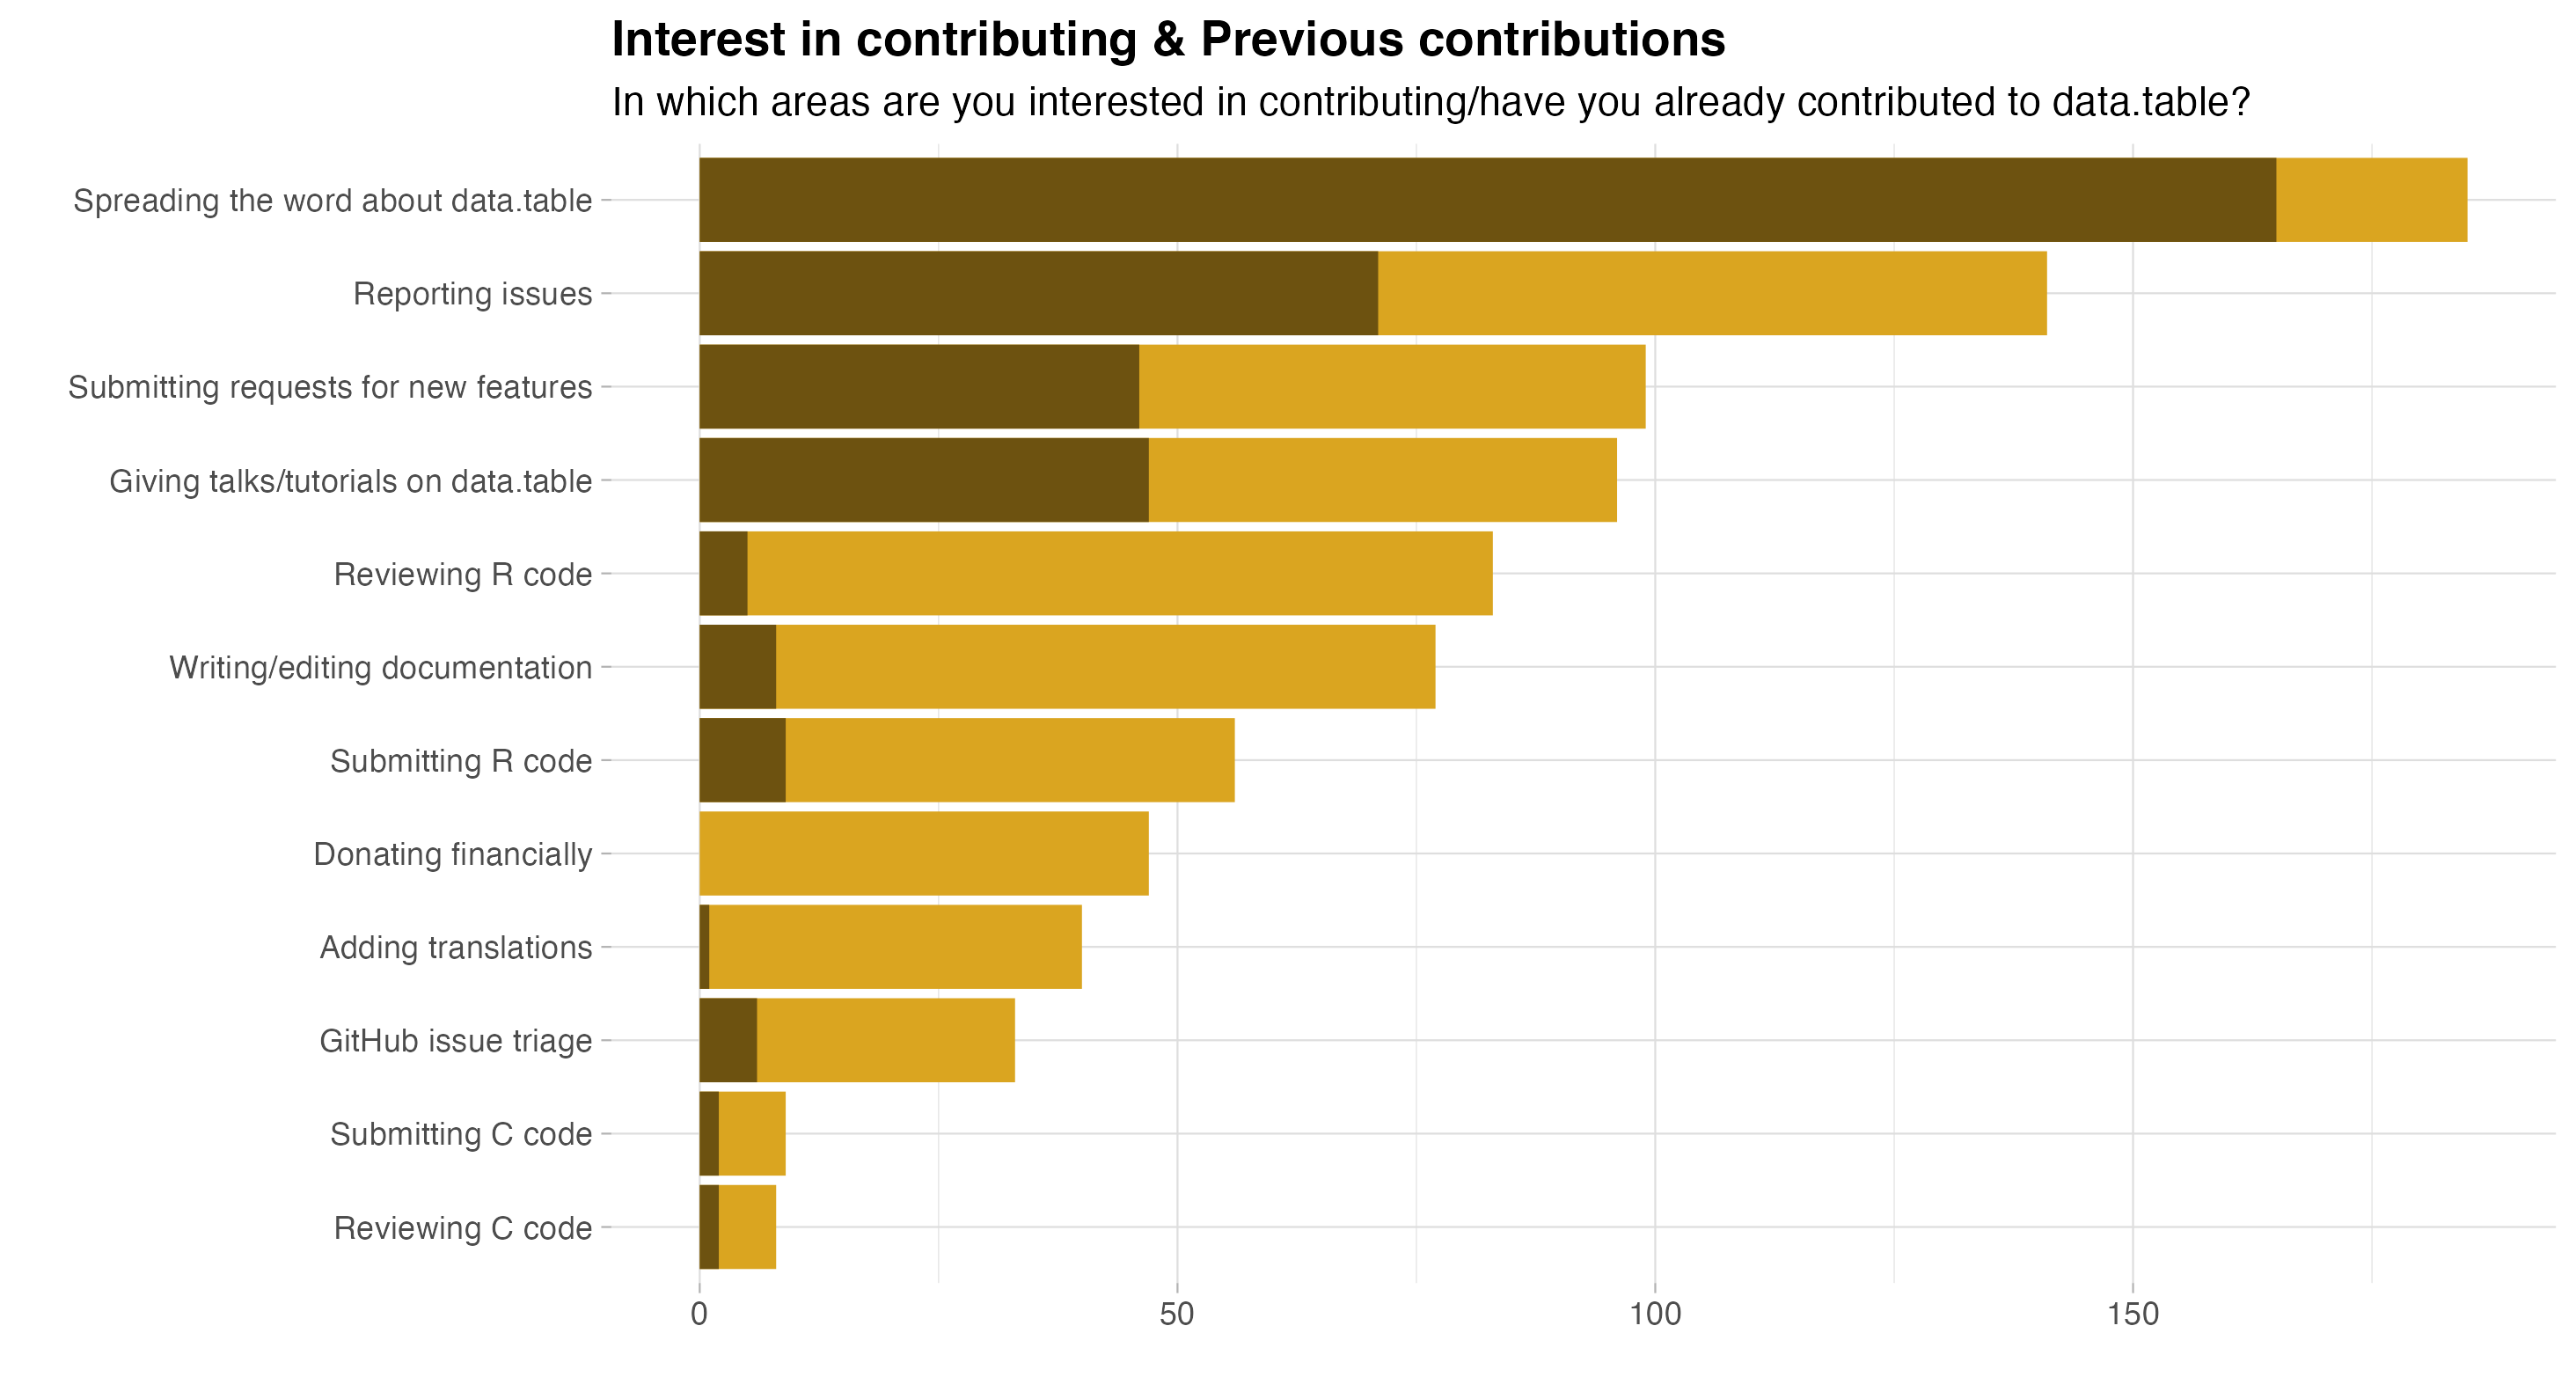 Interest in contributing & Previous contributions
In which areas are you interested in contributing/have you already contributed to data.table?
Spreading the word about data.table
Reporting issues
Submitting requests for new features
Giving talks/tutorials on data.table
Reviewing R code
Writing/editing documentation
Submitting R code
Donating financially
Adding translations
GitHub issue triage
Submitting C code
Reviewing C code
0 50 100 150